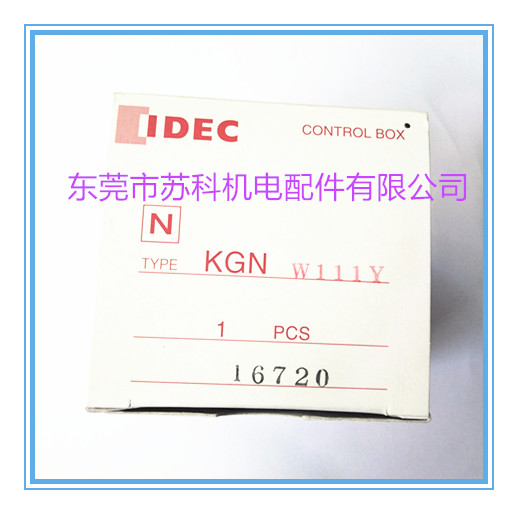 IDEC
CONTROL BOX
东莞市苏科机电配件有限公司
N
TYPE KGN W111Y
1 PCS
16720